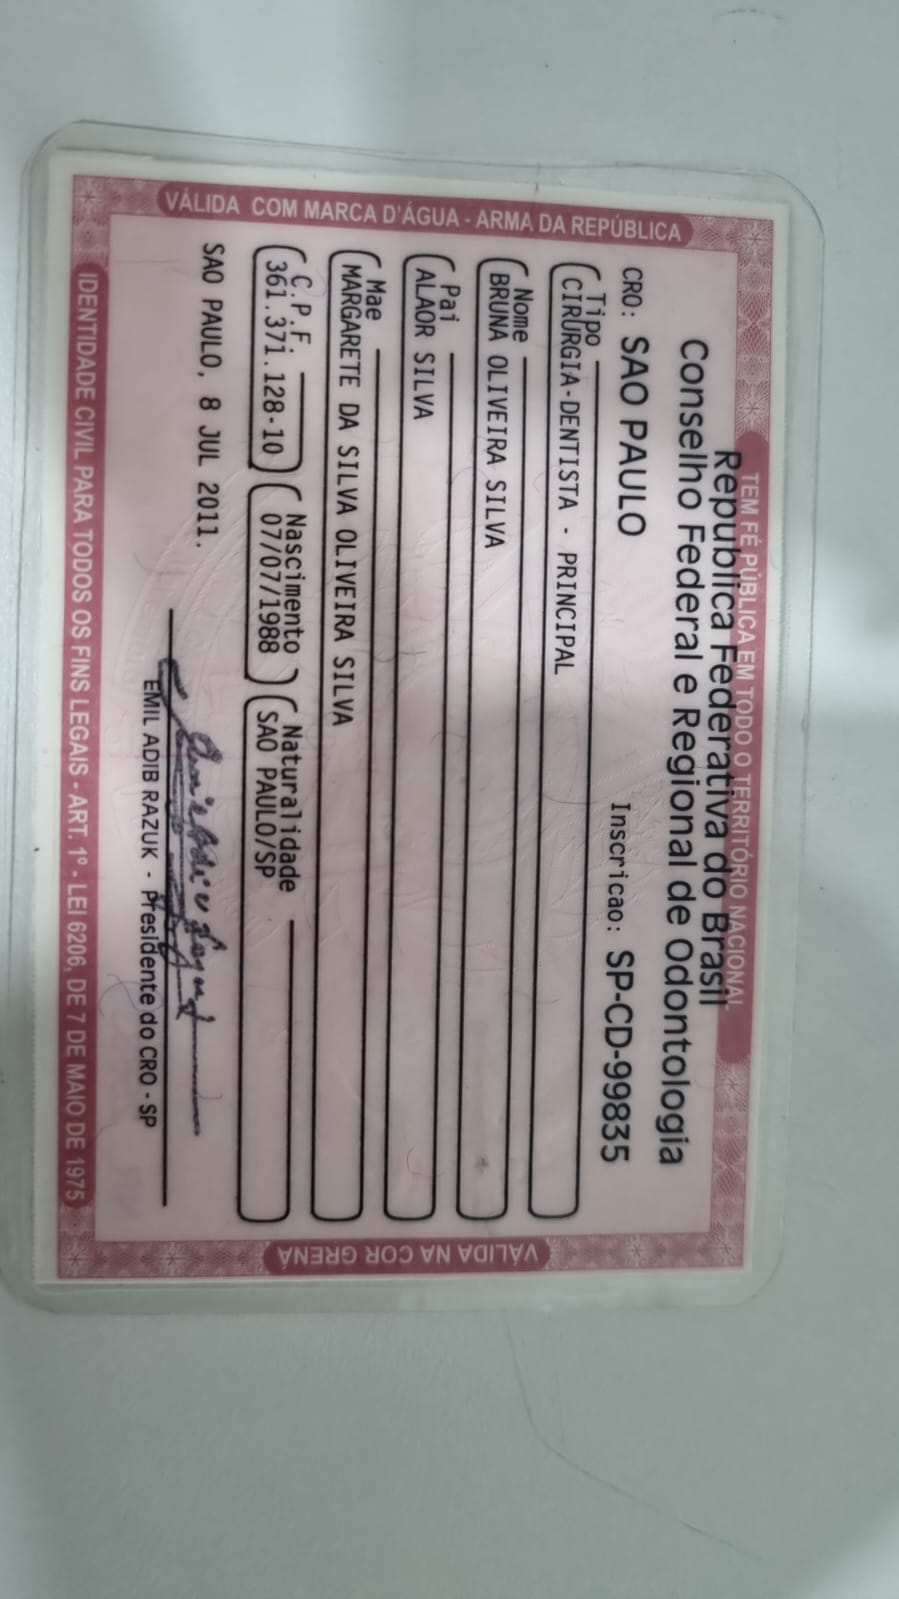 TEM FÉ PÚBLICA EM TODO O TERRITÓRIO NACIONAL
República Federativa do Brasil
Conselho Federal e Regional de Odontologia
CRO: SAO PAULO Inscricao: SP-CD-99835
Tipo
CIRURGIA-DENTISTA - PRINCIPAL
Nome
BRUNA OLIVEIRA SILVA
Pai
ALAOR SILVA
Mae
MARGARETE DA SILVA OLIVEIRA SILVA
C.P.F. Nascimento Naturalidade
361.371.128-10 07/07/1988 SAO PAULO/SP
SAO PAULO, 8 JUL 2011.
EMIL ADIB RAZUK - Presidente do CRO - SP
IDENTIDADE CIVIL PARA TODOS OS FINS LEGAIS - ART. 1º - LEI 6206, DE 7 DE MAIO DE 1975
VÁLIDA COM MARCA D'ÁGUA - ARMA DA REPÚBLICA
VÁLIDA NA COR GRENÁ